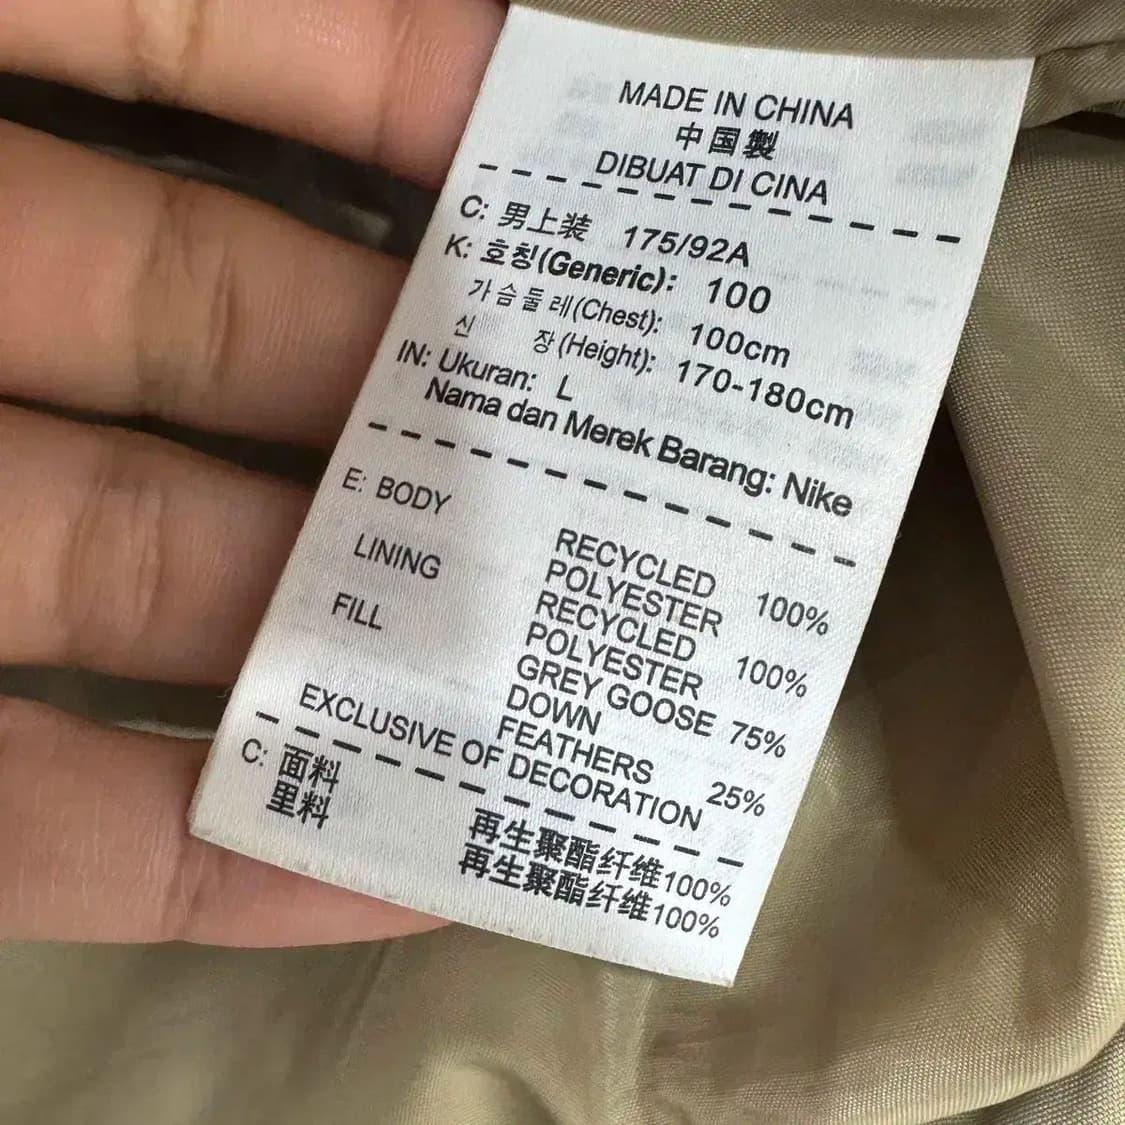 MADE IN CHINA
中国製
DIBUAT DI CINA
C: 男上装 175/92A
K: 호칭(Generic): 100
가슴둘레(Chest): 100cm
신 장(Height): 170-180cm
IN: Ukuran: L
Nama dan Merek Barang: Nike
E: BODY
RECYCLED
POLYESTER 100%
LINING
RECYCLED
POLYESTER 100%
FILL
GREY GOOSE 75%
DOWN
FEATHERS 25%
EXCLUSIVE OF DECORATION
C: 面料 再生聚酯纤维100%
里料 再生聚酯纤维100%